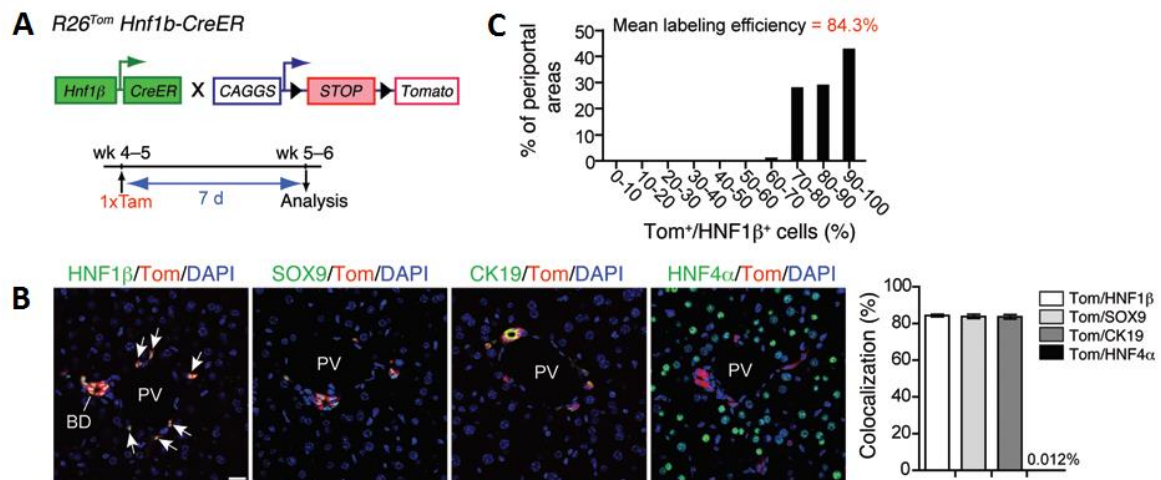 A
R26Tom Hnf1b-CreER
Hnf1β
CreER
X
CAGGS
STOP
Tomato
wk 4–5
wk 5–6
1xTam
7 d
Analysis
C
Mean labeling efficiency = 84.3%
% of periportal
areas
50
40
30
20
10
0
0-10
10-20
20-30
30-40
40-50
50-60
60-70
70-80
80-90
90-100
Tom+/HNF1β+ cells (%)
B
HNF1β/Tom/DAPI
SOX9/Tom/DAPI
CK19/Tom/DAPI
HNF4α/Tom/DAPI
PV
BD
PV
PV
PV
Colocalization (%)
100
80
60
40
20
0
Tom/HNF1β
Tom/SOX9
Tom/CK19
Tom/HNF4α
0.012%